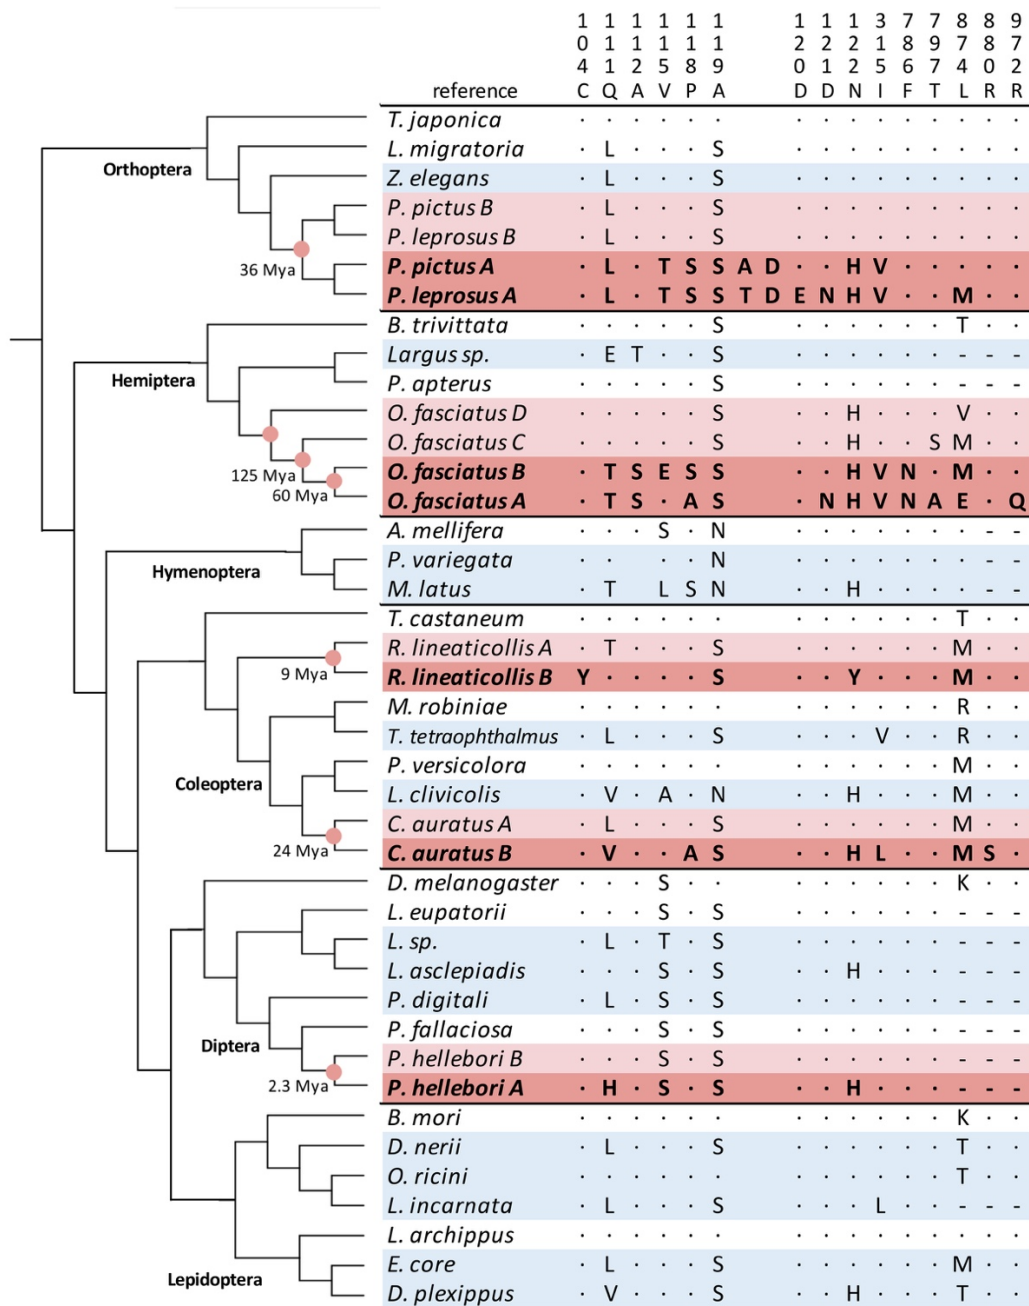 1 1 1 1 1 1 1 1 1 3 7 7 8 8 9
0 1 1 1 1 1 2 2 2 1 8 9 7 8 7
4 1 2 5 8 9 0 1 2 5 6 7 4 0 2
reference C Q A V P A D D N I F T L R R
T. japonica · · · · · · · · · · · · · · ·
L. migratoria · L · · · S · · · · · · · · ·
Orthoptera
Z. elegans · L · · · S · · · · · · · · ·
P. pictus B · L · · · S · · · · · · · · ·
P. leprosus B · L · · · S · · · · · · · · ·
36 Mya
P. pictus A · L · T S S A D · · H V · · · · ·
P. leprosus A · L · T S S T D E N H V · · M · ·
B. trivittata · · · · · S · · · · · · T · ·
Largus sp. · E T · · S · · · · · · - - -
Hemiptera
P. apterus · · · · · S · · · · · · - - -
O. fasciatus D · · · · · S · · H · · · V · ·
O. fasciatus C · · · · · S · · H · · S M · ·
O. fasciatus B · T S E S S · · H V N · M · ·
125 Mya
O. fasciatus A · T S · A S · N H V N A E · Q
60 Mya
A. mellifera · · · S · N · · · · · · · - -
P. variegata · · · · · N · · · · · · · - -
Hymenoptera
M. latus · T · L S N · · H · · · · - -
T. castaneum · · · · · · · · · · · · T · ·
R. lineaticollis A · T · · · S · · · · · · M · ·
9 Mya
R. lineaticollis B Y · · · · S · · Y · · · M · ·
M. robiniae · · · · · · · · · · · · R · ·
T. tetraophthalmus · L · · · S · · · V · · R · ·
P. versicolora · · · · · · · · · · · · M · ·
Coleoptera
L. clivicolis · V · A · N · · H · · · M · ·
C. auratus A · L · · · S · · · · · · M · ·
24 Mya
C. auratus B · V · · A S · · H L · · M S ·
D. melanogaster · · · S · · · · · · · · K · ·
L. eupatorii · · · S · S · · · · · · - - -
L. sp. · L · T · S · · · · · · - - -
L. asclepiadis · · · S · S · · H · · · - - -
P. digitali · L · S · S · · · · · · - - -
P. fallaciosa · · · S · S · · · · · · - - -
Diptera
P. hellebori B · · · S · S · · · · · · - - -
2.3 Mya
P. hellebori A · H · S · S · · H · · · - - -
B. mori · · · · · · · · · · · · K · ·
D. nerii · L · · · S · · · · · · T · ·
O. ricini · · · · · · · · · · · · T · ·
L. incarnata · L · · · S · · · L · · - - -
L. archippus · · · · · · · · · · · · · · ·
E. core · L · · · S · · · · · · M · ·
Lepidoptera
D. plexippus · V · · · S · · H · · · T · ·